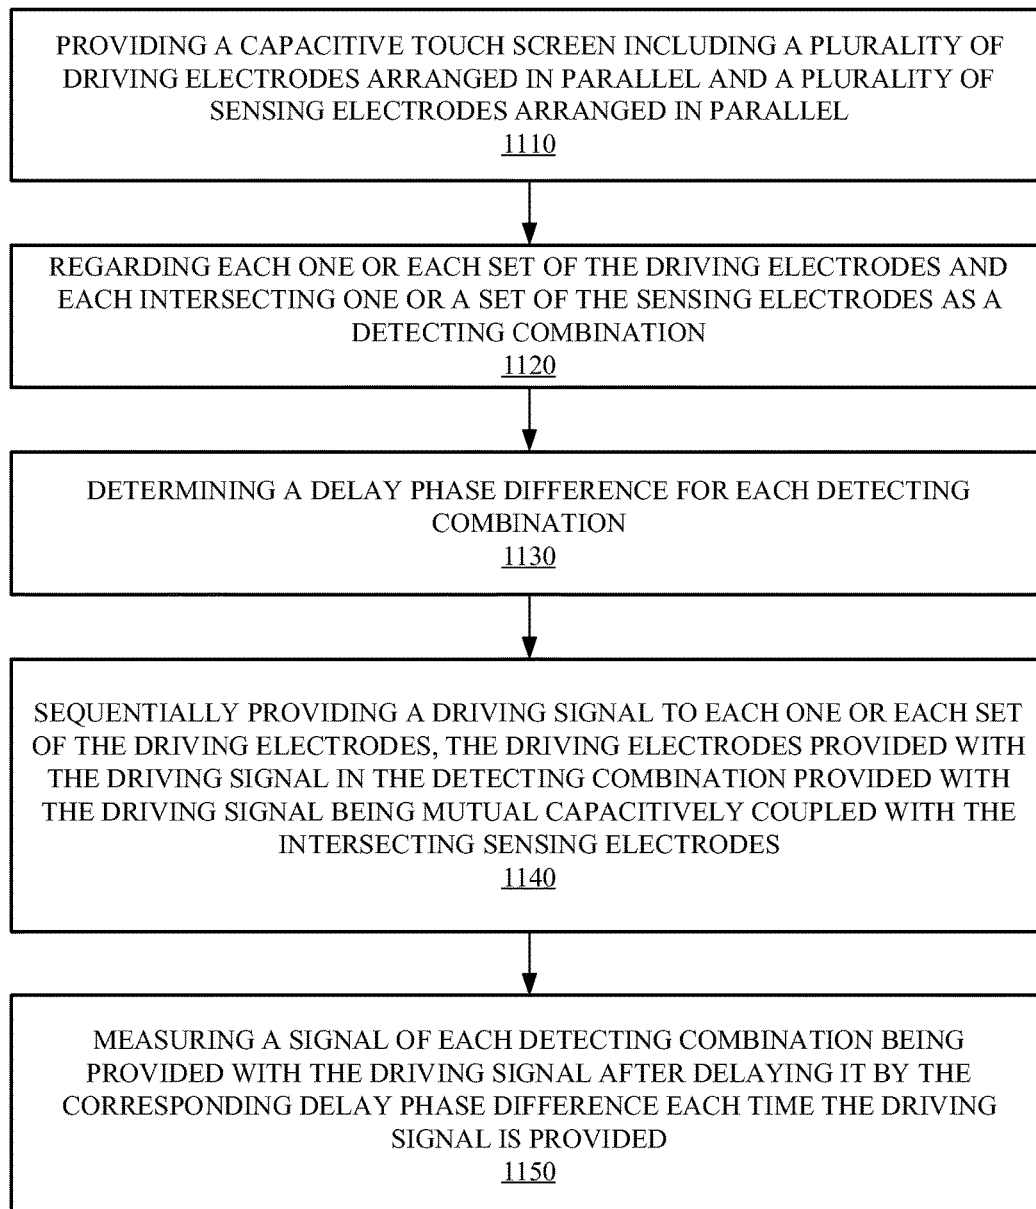 PROVIDING A CAPACITIVE TOUCH SCREEN INCLUDING A PLURALITY OF
DRIVING ELECTRODES ARRANGED IN PARALLEL AND A PLURALITY OF
SENSING ELECTRODES ARRANGED IN PARALLEL
1110
REGARDING EACH ONE OR EACH SET OF THE DRIVING ELECTRODES AND
EACH INTERSECTING ONE OR A SET OF THE SENSING ELECTRODES AS A
DETECTING COMBINATION
1120
DETERMINING A DELAY PHASE DIFFERENCE FOR EACH DETECTING
COMBINATION
1130
SEQUENTIALLY PROVIDING A DRIVING SIGNAL TO EACH ONE OR EACH SET
OF THE DRIVING ELECTRODES, THE DRIVING ELECTRODES PROVIDED WITH
THE DRIVING SIGNAL IN THE DETECTING COMBINATION PROVIDED WITH
THE DRIVING SIGNAL BEING MUTUAL CAPACITIVELY COUPLED WITH THE
INTERSECTING SENSING ELECTRODES
1140
MEASURING A SIGNAL OF EACH DETECTING COMBINATION BEING
PROVIDED WITH THE DRIVING SIGNAL AFTER DELAYING IT BY THE
CORRESPONDING DELAY PHASE DIFFERENCE EACH TIME THE DRIVING
SIGNAL IS PROVIDED
1150